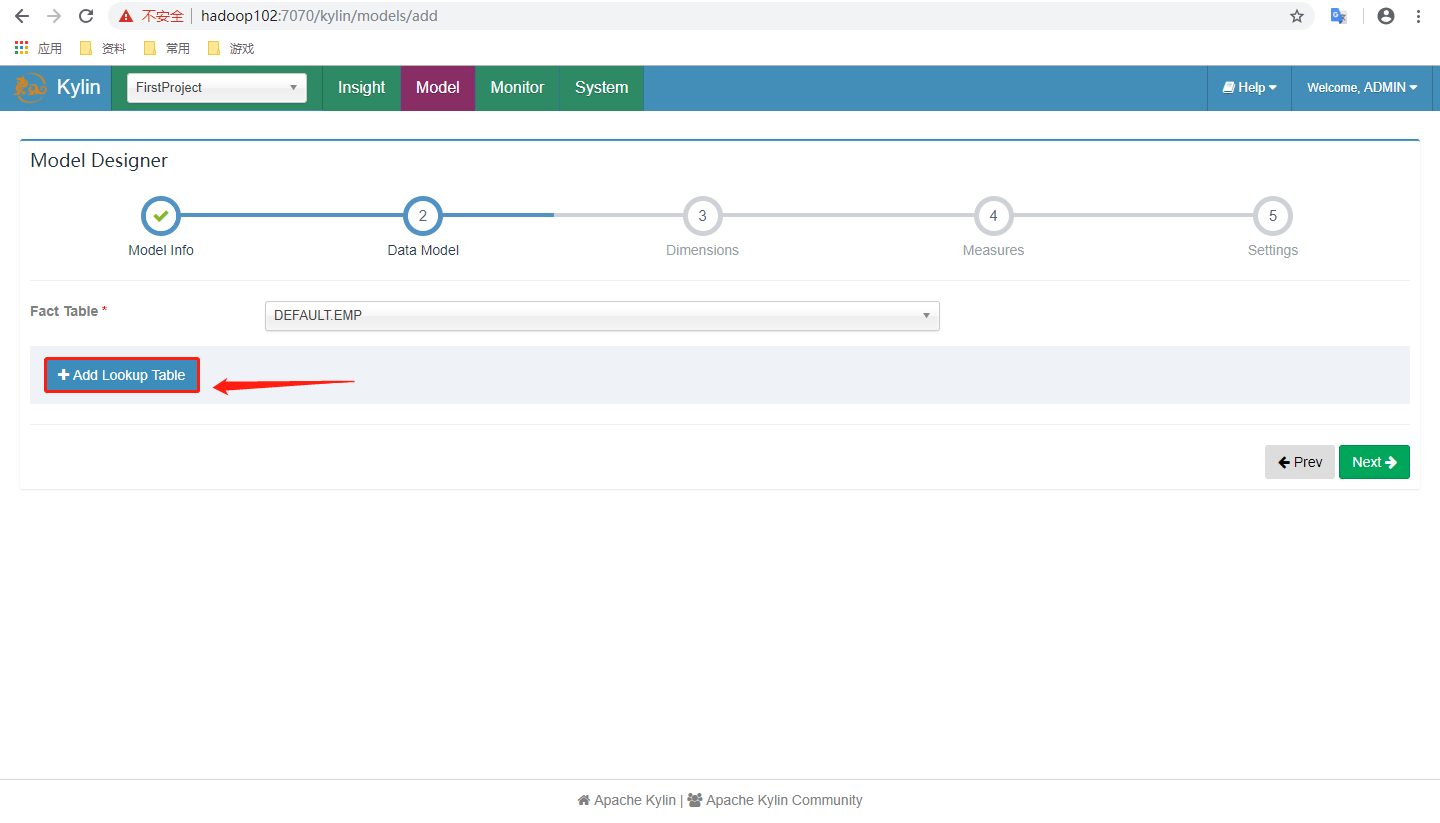 不安全 hadoop102:7070/kylin/models/add
应用 资料 常用 游戏
Kylin FirstProject Insight Model Monitor System Help Welcome, ADMIN
Model Designer
2 3 4 5
Model Info Data Model Dimensions Measures Settings
Fact Table * DEFAULT.EMP
Add Lookup Table
Prev Next
Apache Kylin | Apache Kylin Community